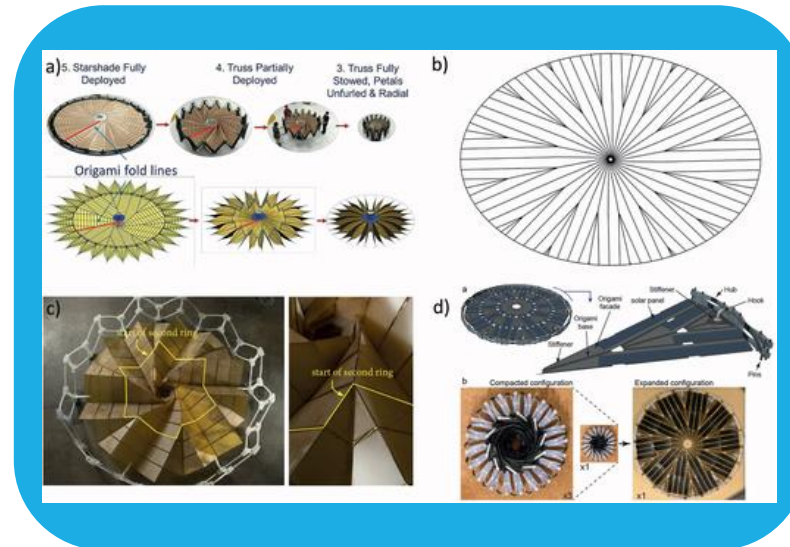 a)
5. Starshade Fully
Deployed
4. Truss Partially
Deployed
3. Truss Fully
Stowed, Petals
Unfurled & Radial
Origami fold lines
b)
c)
start of second ring
start of second ring
d)
a
Stiffener
Origami
base
Origami
facade
solar panel
Stiffener
Hub
Hook
Pins
b
Compacted configuration
Expanded configuration
x3
x1
x1